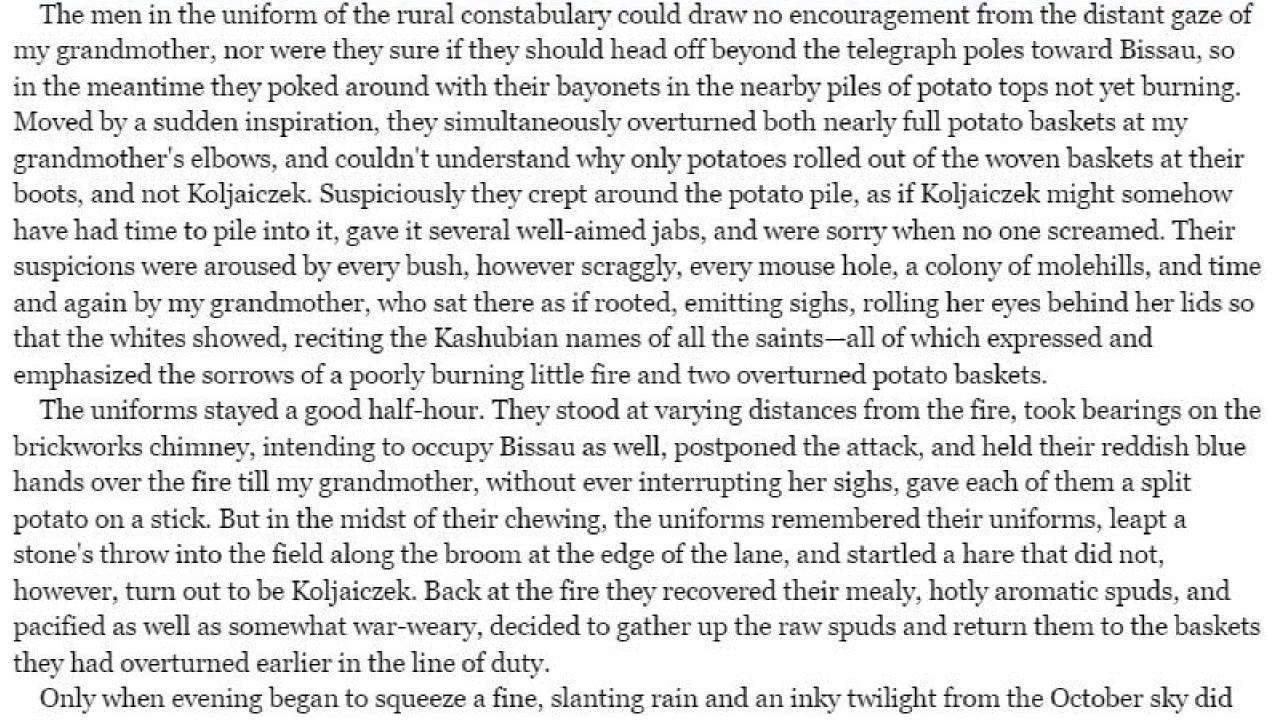 The men in the uniform of the rural constabulary could draw no encouragement from the distant gaze of
my grandmother, nor were they sure if they should head off beyond the telegraph poles toward Bissau, so
in the meantime they poked around with their bayonets in the nearby piles of potato tops not yet burning.
Moved by a sudden inspiration, they simultaneously overturned both nearly full potato baskets at my
grandmother's elbows, and couldn't understand why only potatoes rolled out of the woven baskets at their
boots, and not Koljaiczek. Suspiciously they crept around the potato pile, as if Koljaiczek might somehow
have had time to pile into it, gave it several well-aimed jabs, and were sorry when no one screamed. Their
suspicions were aroused by every bush, however scraggly, every mouse hole, a colony of molehills, and time
and again by my grandmother, who sat there as if rooted, emitting sighs, rolling her eyes behind her lids so
that the whites showed, reciting the Kashubian names of all the saints—all of which expressed and
emphasized the sorrows of a poorly burning little fire and two overturned potato baskets.
The uniforms stayed a good half-hour. They stood at varying distances from the fire, took bearings on the
brickworks chimney, intending to occupy Bissau as well, postponed the attack, and held their reddish blue
hands over the fire till my grandmother, without ever interrupting her sighs, gave each of them a split
potato on a stick. But in the midst of their chewing, the uniforms remembered their uniforms, leapt a
stone's throw into the field along the broom at the edge of the lane, and startled a hare that did not,
however, turn out to be Koljaiczek. Back at the fire they recovered their mealy, hotly aromatic spuds, and
pacified as well as somewhat war-weary, decided to gather up the raw spuds and return them to the baskets
they had overturned earlier in the line of duty.
Only when evening began to squeeze a fine, slanting rain and an inky twilight from the October sky did